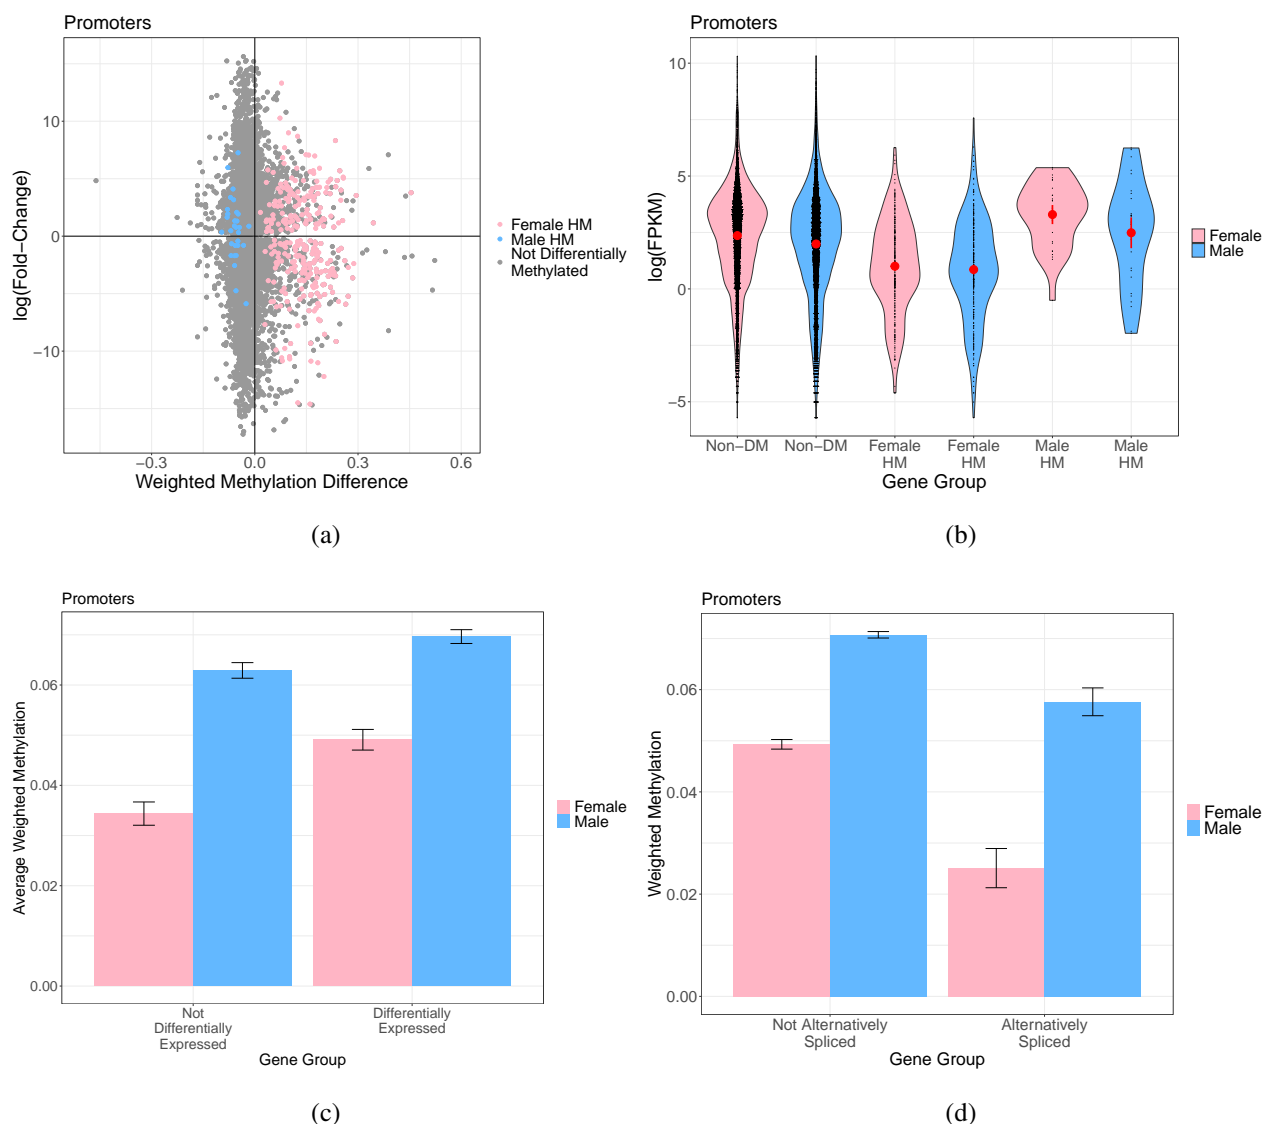 Promoters
log(Fold−Change)
10
0
−10
−0.3
0.0
0.3
0.6
Weighted Methylation Difference
Female HM
Male HM
Not Differentially
Methylated
(a)
Promoters
log(FPKM)
10
5
0
−5
Non−DM
Non−DM
Female
HM
Female
HM
Male
HM
Male
HM
Gene Group
Female
Male
(b)
Promoters
Average Weighted Methylation
0.06
0.04
0.02
0.00
Not
Differentially
Expressed
Differentially
Expressed
Gene Group
Female
Male
(c)
Promoters
Weighted Methylation
0.06
0.04
0.02
0.00
Not Alternatively
Spliced
Alternatively
Spliced
Gene Group
Female
Male
(d)